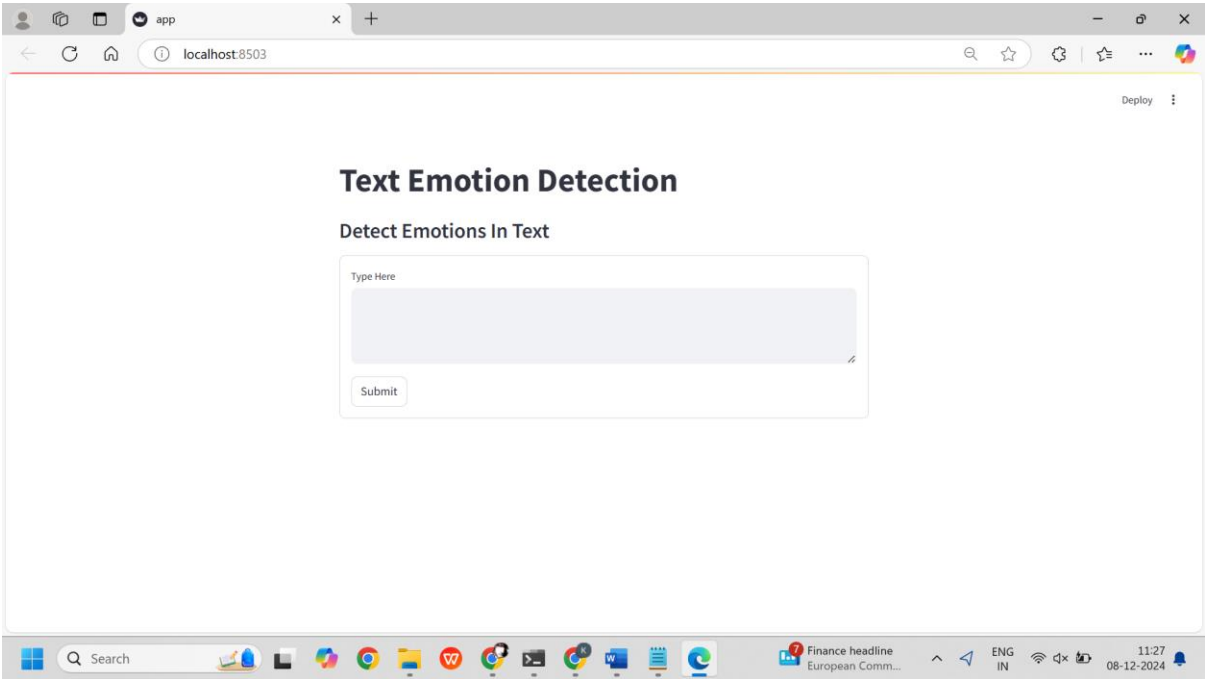 app
localhost:8503
Deploy
Text Emotion Detection
Detect Emotions In Text
Type Here
Submit
Search
7
Finance headline
European Comm...
ENG
IN
11:27
08-12-2024